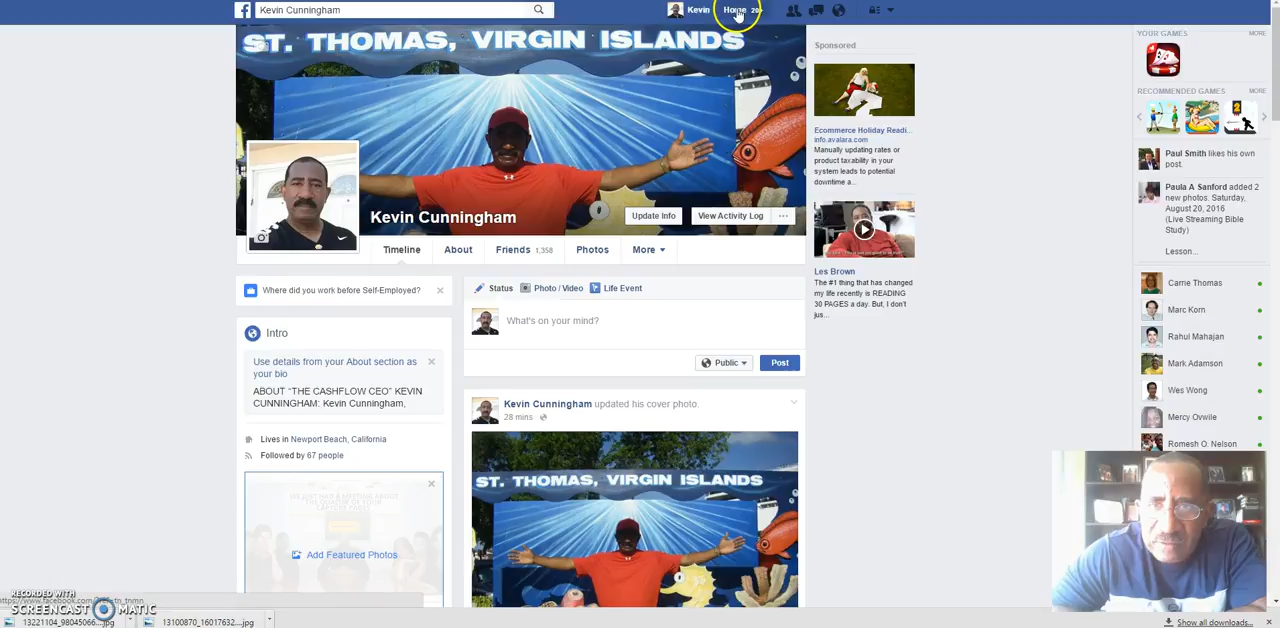 Kevin Cunningham
Kevin
Home 20
ST. THOMAS, VIRGIN ISLANDS
Kevin Cunningham
Update Info
View Activity Log
Timeline
About
Friends 1,358
Photos
More
Where did you work before Self-Employed?
Intro
Use details from your About section as
your bio
ABOUT "THE CASHFLOW CEO" KEVIN
CUNNINGHAM: Kevin Cunningham,
Lives in Newport Beach, California
Followed by 67 people
Add Featured Photos
Status
Photo / Video
Life Event
What's on your mind?
Public
Post
Kevin Cunningham updated his cover photo.
28 mins
ST. THOMAS, VIRGIN ISLANDS
Sponsored
Ecommerce Holiday Readi...
info.avalara.com
Manually updating rates or
product taxability in your
system leads to potential
downtime a...
Les Brown
The #1 thing that has changed
my life recently is READING
30 PAGES a day. But, I don't
jus...
YOUR GAMES
MORE
RECOMMENDED GAMES
MORE
2
Paul Smith likes his own
post.
Paula A Sanford added 2
new photos. Saturday,
August 20, 2016
(Live Streaming Bible
Study)
Lesson...
Carrie Thomas
Marc Korn
Rahul Mahajan
Mark Adamson
Wes Wong
Mercy Ovwile
Romesh O. Nelson
RECORDED WITH
SCREENCAST MATIC
13221104_98045066....jpg
13100870_16017632....jpg
Show all downloads...